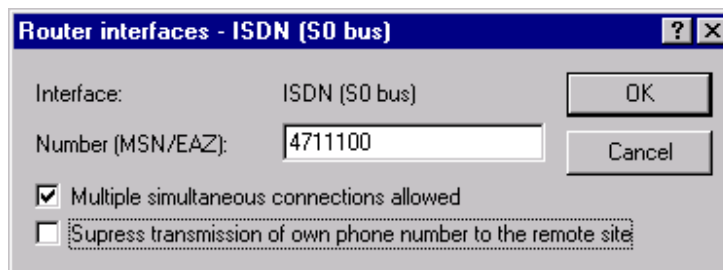 Router interfaces - ISDN (S0 bus)
Interface: ISDN (S0 bus) OK
Number (MSN/EAZ): 4711100 Cancel
Multiple simultaneous connections allowed
Supress transmission of own phone number to the remote site